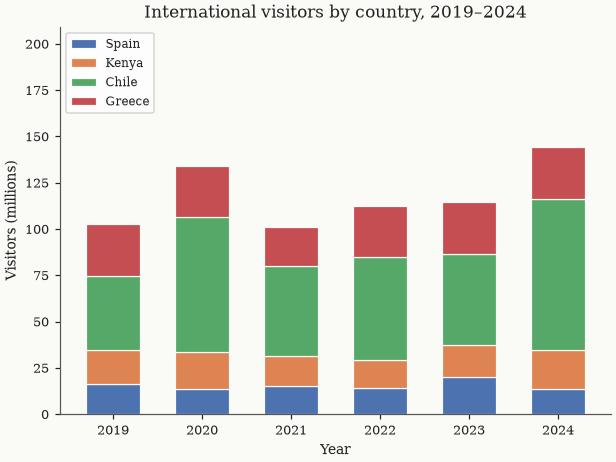 International visitors by country, 2019–2024
Visitors (millions)
200
175
150
125
100
75
50
25
0
Spain
Kenya
Chile
Greece
2019 2020 2021 2022 2023 2024
Year